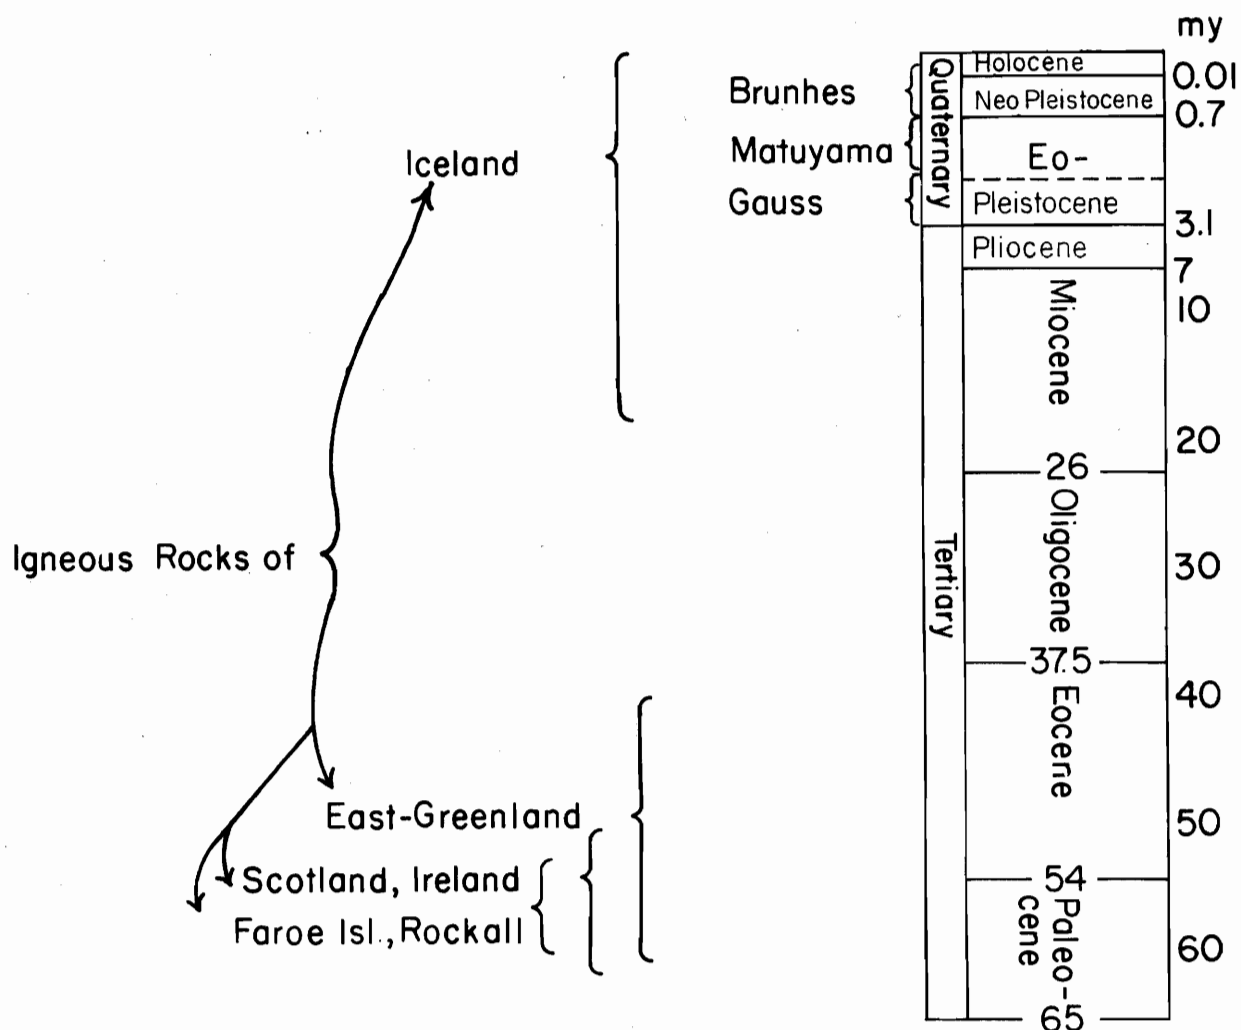 my
Holocene
0.01
Brunhes
Neo Pleistocene
0.7
Quaternary
Matuyama
Eo-
Iceland
Gauss
Pleistocene
3.1
Pliocene
7
Miocene
10
20
26
Oligocene
Igneous Rocks of
Tertiary
30
37.5
Eocene
40
East-Greenland
50
Scotland, Ireland
54
Faroe Isl., Rockall
Paleo-
cene
60
65